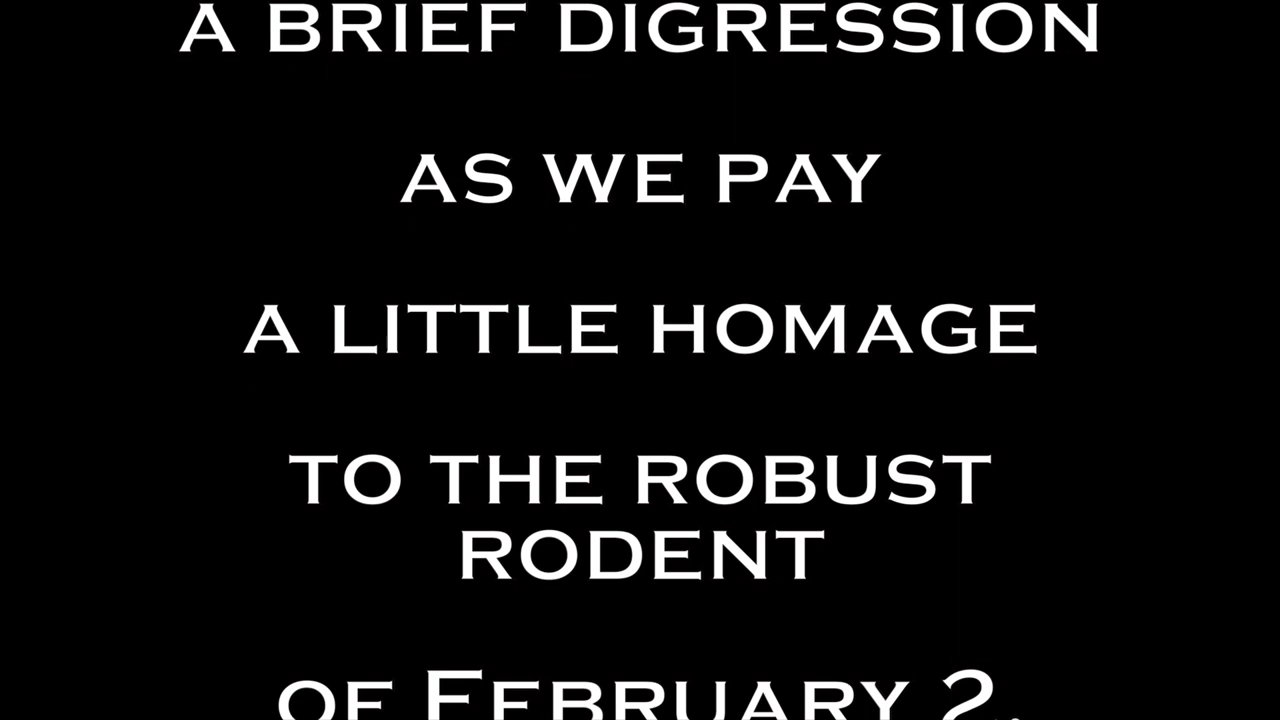 A BRIEF DIGRESSION
AS WE PAY
A LITTLE HOMAGE
TO THE ROBUST
RODENT
OF FEBRUARY 2.